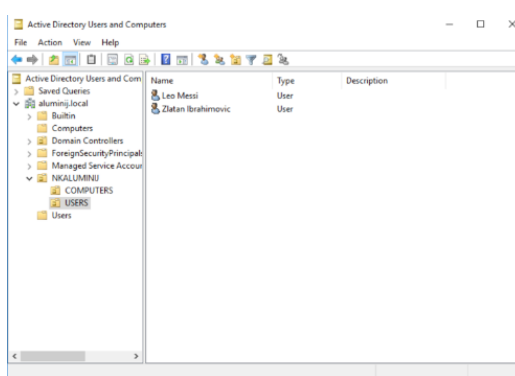 Active Directory Users and Computers
File Action View Help
Active Directory Users and Com
Saved Queries
aluminij.local
Builtin
Computers
Domain Controllers
ForeignSecurityPrincipals
Managed Service Accour
NKALUMINIJ
COMPUTERS
USERS
Users
Name Type Description
Leo Messi User
Zlatan Ibrahimovic User